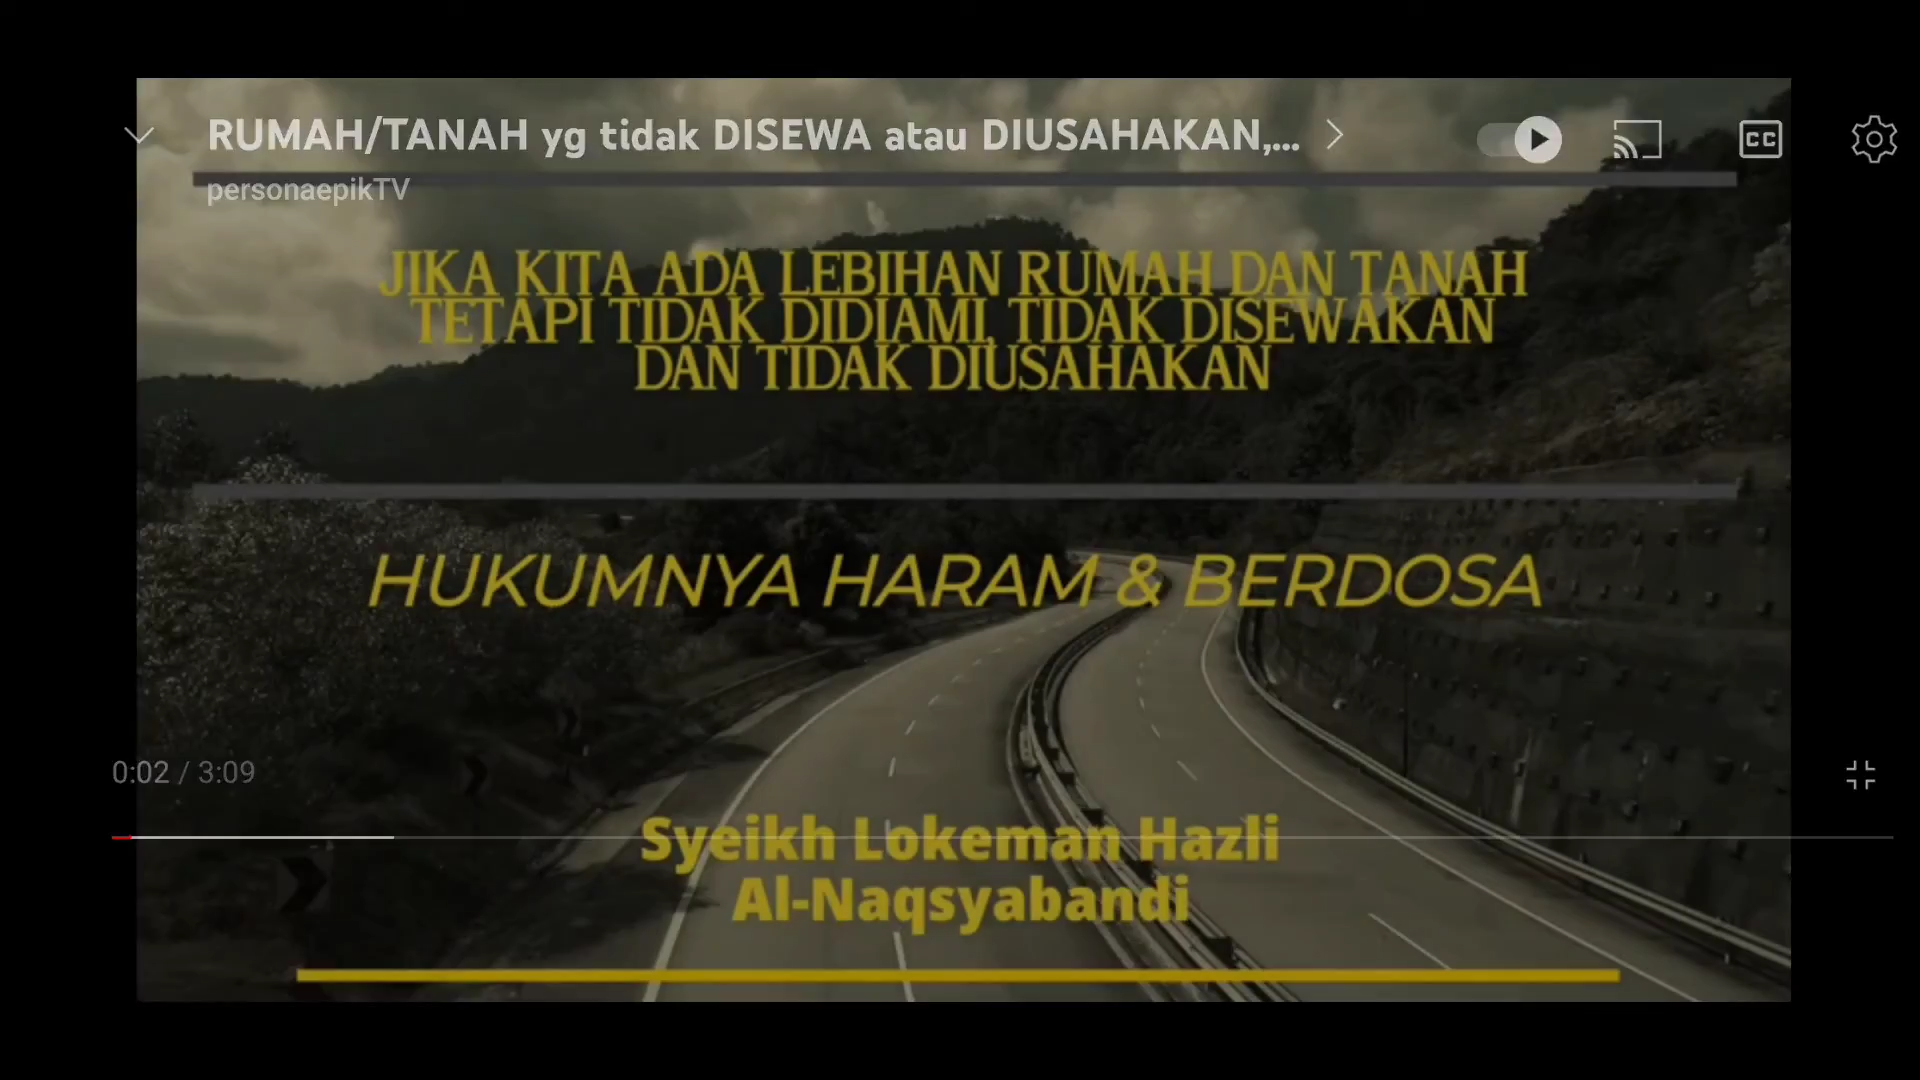 RUMAH/TANAH yg tidak DISEWA atau DIUSAHAKAN,...
personaepikTV
CC
JIKA KITA ADA LEBIHAN RUMAH DAN TANAH
TETAPI TIDAK DIDIAMI, TIDAK DISEWAKAN
DAN TIDAK DIUSAHAKAN
HUKUMNYA HARAM & BERDOSA
0:02 / 3:09
Syeikh Lokeman Hazli
Al-Naqsyabandi